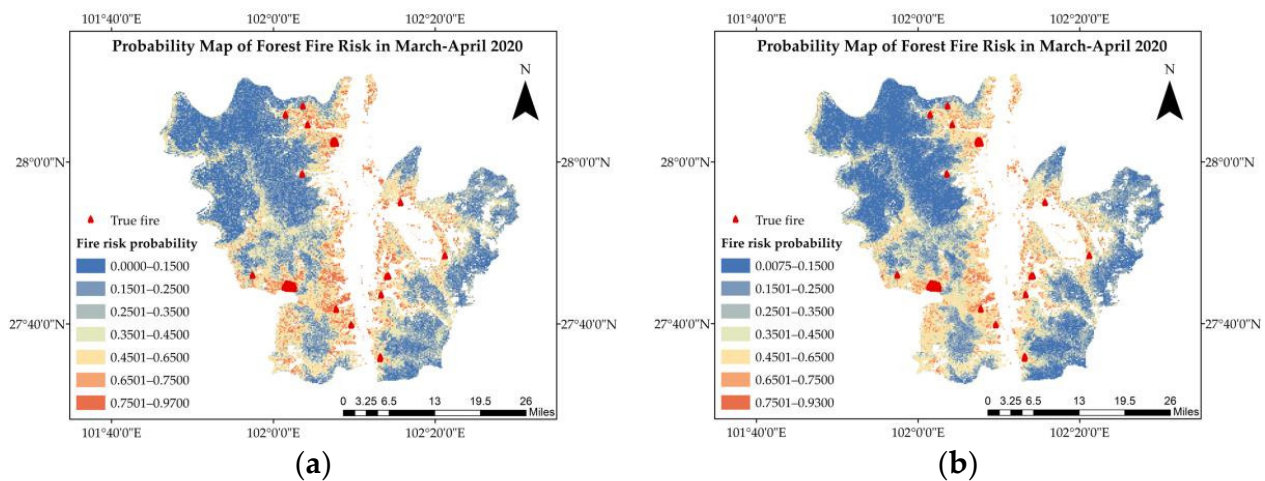 101°40'0"E 102°0'0"E 102°20'0"E
Probability Map of Forest Fire Risk in March-April 2020
N
28°0'0"N 28°0'0"N
True fire
Fire risk probability
0.0000–0.1500
0.1501–0.2500
0.2501–0.3500
0.3501–0.4500
27°40'0"N 27°40'0"N
0.4501–0.6500
0.6501–0.7500
0.7501–0.9700
0 3.25 6.5 13 19.5 26
Miles
101°40'0"E 102°0'0"E 102°20'0"E
(a)
101°40'0"E 102°0'0"E 102°20'0"E
Probability Map of Forest Fire Risk in March-April 2020
N
28°0'0"N 28°0'0"N
True fire
Fire risk probability
0.0075–0.1500
0.1501–0.2500
0.2501–0.3500
0.3501–0.4500
27°40'0"N 27°40'0"N
0.4501–0.6500
0.6501–0.7500
0.7501–0.9300
0 3.25 6.5 13 19.5 26
Miles
101°40'0"E 102°0'0"E 102°20'0"E
(b)